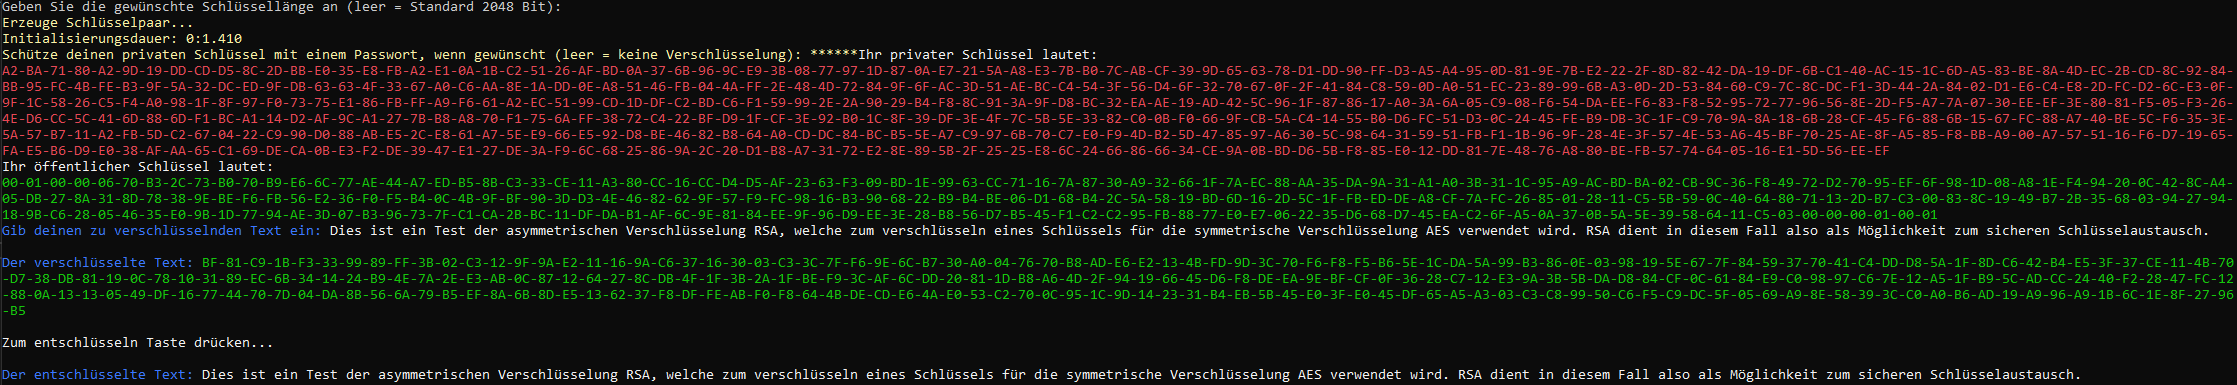 Geben Sie die gewünschte Schlüssellänge an (leer = Standard 2048 Bit):
Erzeuge Schlüsselpaar...
Initialisierungsdauer: 0:1.410
Schütze deinen privaten Schlüssel mit einem Passwort, wenn gewünscht (leer = keine Verschlüsselung): ******Ihr privater Schlüssel lautet:
A2-BA-71-80-A2-9D-19-DD-CD-D5-8C-2D-BB-E0-35-E8-FB-A2-E1-0A-1B-C2-51-26-AF-BD-0A-37-6B-96-9C-E9-3B-08-77-97-1D-87-0A-E7-21-5A-A8-E3-7B-B0-7C-AB-CF-39-9D-65-63-78-D1-DD-90-FF-D3-A5-A4-95-0D-81-9E-7B-E2-22-2F-8D-82-42-DA-19-DF-6B-C1-40-AC-15-1C-6D-A5-83-BE-8A-4D-EC-2B-CD-8C-92-84-
BB-95-FC-4B-FE-B3-9F-5A-32-DC-ED-9F-DB-63-63-4F-33-67-A0-C6-AA-8E-1A-DD-0E-A8-51-46-FB-04-4A-FF-2E-48-4D-72-84-9F-6F-AC-3D-51-AE-BC-C4-54-3F-56-D4-6F-32-70-67-0F-2F-41-84-C8-59-0D-A0-51-EC-23-89-99-6B-A3-0D-2D-53-84-60-C9-7C-8C-DC-F1-3D-44-2A-84-02-D1-E6-C4-E8-2D-FC-D2-6C-E3-0F-
9F-1C-58-26-C5-F4-A0-98-1F-8F-97-F0-73-75-E1-86-FB-FF-A9-F6-61-A2-EC-51-99-CD-1D-DF-C2-BD-C6-F1-59-99-2E-2A-90-29-B4-F8-8C-91-3A-9F-D8-BC-32-EA-AE-19-AD-42-5C-96-1F-87-86-17-A0-3A-6A-05-C9-08-F6-54-DA-EE-F6-83-F8-52-95-72-77-96-56-8E-2D-F5-A7-7A-07-30-EE-EF-3E-80-81-F5-05-F3-26-
4E-D6-CC-5C-41-6D-88-6D-F1-BC-A1-14-D2-AF-9C-A1-27-7B-B8-A8-70-F1-75-6A-FF-38-72-C4-22-BF-D9-1F-CF-3E-92-B0-1C-8F-39-DF-3E-4F-7C-5B-5E-33-82-C0-0B-F0-66-9F-CB-5A-C4-14-55-B0-D6-FC-51-D3-0C-24-45-FE-B9-DB-3C-1F-C9-70-9A-8A-18-6B-28-CF-45-F6-88-6B-15-67-FC-88-A7-40-BE-5C-F6-35-3E-
5A-57-B7-11-A2-FB-5D-C2-67-04-22-C9-90-D0-88-AB-E5-2C-E8-61-A7-5E-E9-66-E5-92-D8-BE-46-82-B8-64-A0-CD-DC-84-BC-B5-5E-A7-C9-97-6B-70-C7-E0-F9-4D-B2-5D-47-85-97-A6-30-5C-98-64-31-59-51-FB-F1-1B-96-9F-28-4E-3F-57-4E-53-A6-45-BF-70-25-AE-8F-A5-85-F8-BB-A9-00-A7-57-51-16-F6-D7-19-65-
FA-E5-B6-D9-E0-38-AF-AA-65-C1-69-DE-CA-0B-E3-F2-DE-39-47-E1-27-DE-3A-F9-6C-68-25-86-9A-2C-20-D1-B8-A7-31-72-E2-8E-89-5B-2F-25-25-E8-6C-24-66-86-66-34-CE-9A-0B-BD-D6-5B-F8-85-E0-12-DD-81-7E-48-76-A8-80-BE-FB-57-74-64-05-16-E1-5D-56-EE-EF
Ihr öffentlicher Schlüssel lautet:
00-01-00-00-06-70-B3-2C-73-B0-70-B9-E6-6C-77-AE-44-A7-ED-B5-8B-C3-33-CE-11-A3-80-CC-16-CC-D4-D5-AF-23-63-F3-09-BD-1E-99-63-CC-71-16-7A-87-30-A9-32-66-1F-7A-EC-88-AA-35-DA-9A-31-A1-A0-3B-31-1C-95-A9-AC-BD-BA-02-CB-9C-36-F8-49-72-D2-70-95-EF-6F-98-1D-08-A8-1E-F4-94-20-0C-42-8C-A4-
05-DB-27-8A-31-8D-78-38-9E-BE-F6-FB-56-E2-36-F0-F5-B4-0C-4B-9F-BF-90-3D-D3-4E-46-82-62-9F-57-F9-FC-98-16-B3-90-68-22-B9-B4-BE-06-D1-68-B4-2C-5A-58-19-BD-6D-16-2D-5C-1F-FB-ED-DE-A8-CF-7A-FC-26-85-01-28-11-C5-5B-59-0C-40-64-80-71-13-2D-B7-C3-00-83-8C-19-49-B7-2B-35-68-03-94-27-94-
18-9B-C6-28-05-46-35-E0-9B-1D-77-94-AE-3D-07-B3-96-73-7F-C1-CA-2B-BC-11-DF-DA-B1-AF-6C-9E-81-84-EE-9F-96-D9-EE-3E-28-B8-56-D7-B5-45-F1-C2-C2-95-FB-88-77-E0-E7-06-22-35-D6-68-D7-45-EA-C2-6F-A5-0A-37-0B-5A-5E-39-58-64-11-C5-03-00-00-00-01-00-01
Gib deinen zu verschlüsselnden Text ein: Dies ist ein Test der asymmetrischen Verschlüsselung RSA, welche zum verschlüsseln eines Schlüssels für die symmetrische Verschlüsselung AES verwendet wird. RSA dient in diesem Fall also als Möglichkeit zum sicheren Schlüsselaustausch.
Der verschlüsselte Text: BF-81-C9-1B-F3-33-99-89-FF-3B-02-C3-12-9F-9A-E2-11-16-9A-C6-37-16-30-03-C3-3C-7F-F6-9E-6C-B7-30-A0-04-76-70-B8-AD-E6-E2-13-4B-FD-9D-3C-70-F6-F8-F5-B6-5E-1C-DA-5A-99-B3-86-0E-03-98-19-5E-67-7F-84-59-37-70-41-C4-DD-D8-5A-1F-8D-C6-42-B4-E5-3F-37-CE-11-4B-70
-D7-38-DB-81-19-0C-78-10-31-89-EC-6B-34-14-24-B9-4E-7A-2E-E3-AB-0C-87-12-64-27-8C-DB-4F-1F-3B-2A-1F-BE-F9-3C-AF-6C-DD-20-81-1D-B8-A6-4D-2F-94-19-66-45-D6-F8-DE-EA-9E-BF-CF-0F-36-28-C7-12-E3-9A-3B-5B-DA-D8-84-CF-0C-61-84-E9-C0-98-97-C6-7E-12-A5-1F-B9-5C-AD-CC-24-40-F2-28-47-FC-12
-88-0A-13-13-05-49-DF-16-77-44-70-7D-04-DA-8B-56-6A-79-B5-EF-8A-6B-8D-E5-13-62-37-F8-DF-FE-AB-F0-F8-64-4B-DE-CD-E6-4A-E0-53-C2-70-0C-95-1C-9D-14-23-31-B4-EB-5B-45-E0-3F-E0-45-DF-65-A5-A3-03-C3-C8-99-50-C6-F5-C9-DC-5F-05-69-A9-8E-58-39-3C-C0-A0-B6-AD-19-A9-96-A9-1B-6C-1E-8F-27-96
-B5
Zum entschlüsseln Taste drücken...
Der entschlüsselte Text: Dies ist ein Test der asymmetrischen Verschlüsselung RSA, welche zum verschlüsseln eines Schlüssels für die symmetrische Verschlüsselung AES verwendet wird. RSA dient in diesem Fall also als Möglichkeit zum sicheren Schlüsselaustausch.